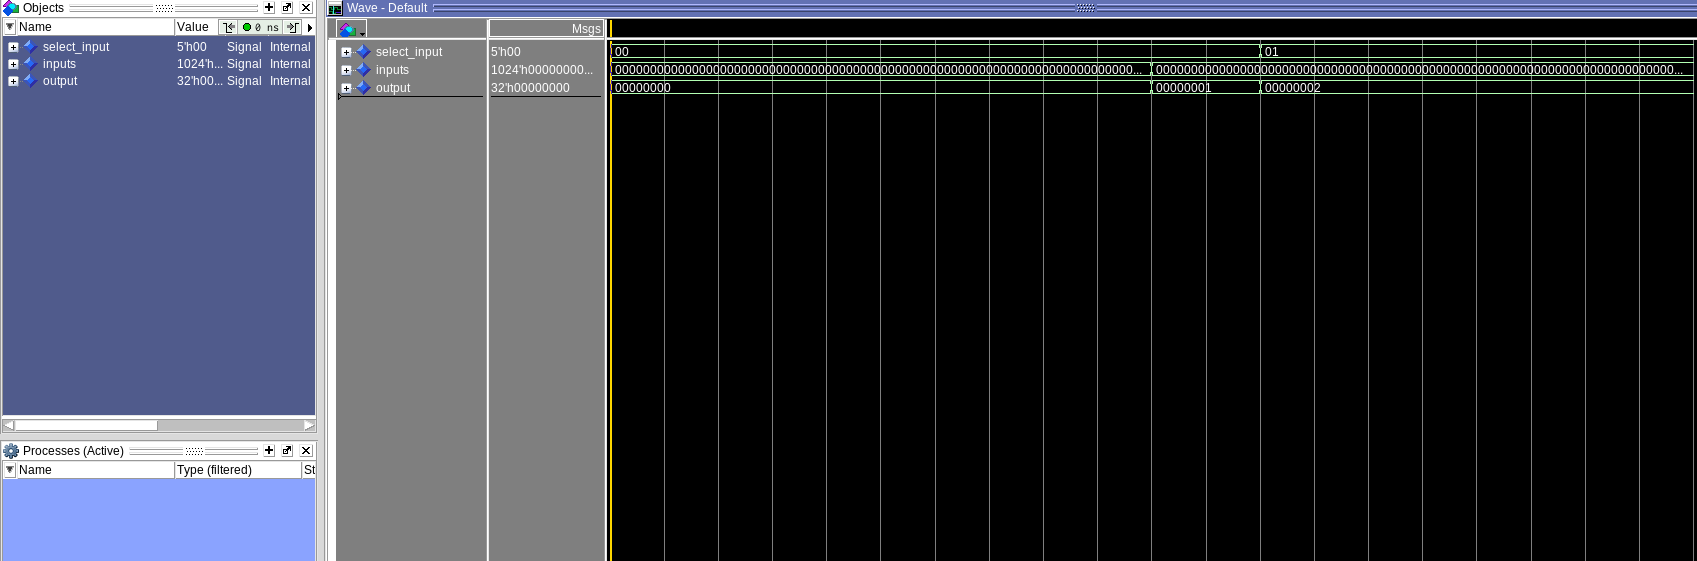 Objects
Name Value 0 ns
select_input 5'h00 Signal Internal
inputs 1024'h... Signal Internal
output 32'h00... Signal Internal
Processes (Active)
Name Type (filtered) St
Wave - Default
Msgs
select_input 5'h00 00 01
inputs 1024'h00000000... 00000000000000000000000000000000000000000000000000000000000000000000000000... 00000000000000000000000000000000000000000000000000000000000000000000000000...
output 32'h00000000 00000000 00000001 00000002